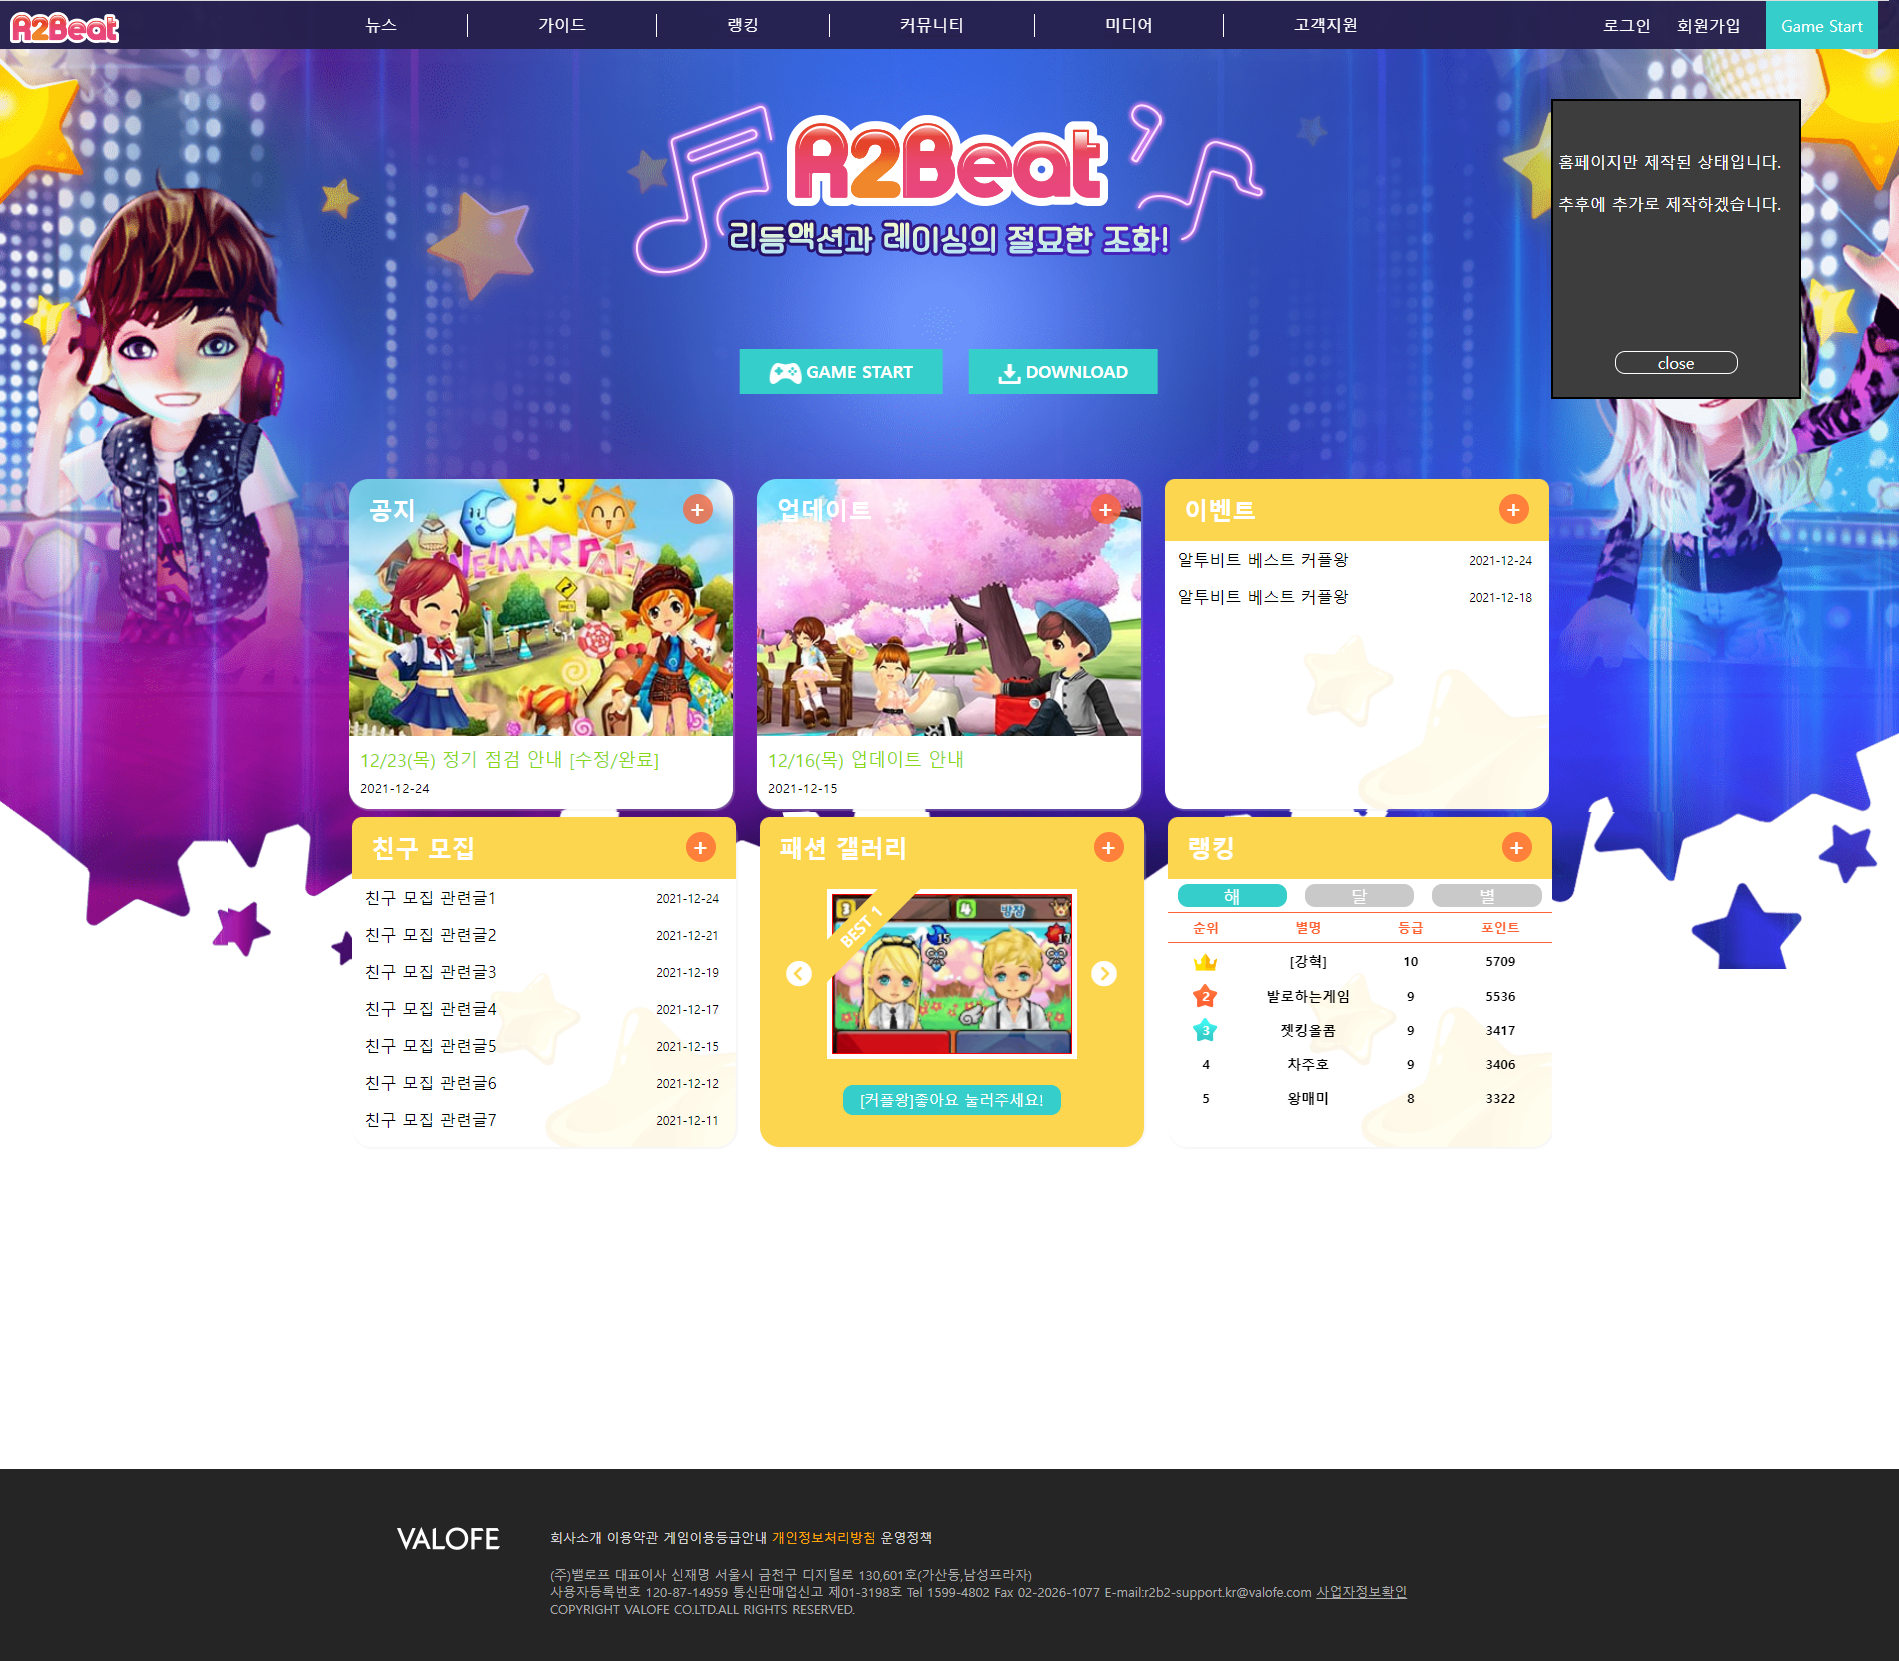 R2Beat
뉴스
가이드
랭킹
커뮤니티
미디어
고객지원
로그인 회원가입
Game Start
R2Beat
리듬액션과 레이싱의 절묘한 조화!
홈페이지만 제작된 상태입니다.
추후에 추가로 제작하겠습니다.
close
GAME START
DOWNLOAD
공지 +
12/23(목) 정기 점검 안내 [수정/완료]
2021-12-24
업데이트 +
12/16(목) 업데이트 안내
2021-12-15
이벤트 +
알투비트 베스트 커플왕 2021-12-24
알투비트 베스트 커플왕 2021-12-18
친구 모집 +
친구 모집 관련글1 2021-12-24
친구 모집 관련글2 2021-12-21
친구 모집 관련글3 2021-12-19
친구 모집 관련글4 2021-12-17
친구 모집 관련글5 2021-12-15
친구 모집 관련글6 2021-12-12
친구 모집 관련글7 2021-12-11
패션 갤러리 +
BEST 1
3
4 방장
15
17
[커플왕]좋아요 눌러주세요!
랭킹 +
해 달 별
순위 별명 등급 포인트
[강혁] 10 5709
2 발로하는게임 9 5536
3 젯킹올콤 9 3417
4 차주호 9 3406
5 왕매미 8 3322
VALOFE
회사소개 이용약관 게임이용등급안내 개인정보처리방침 운영정책
(주)밸로프 대표이사 신재명 서울시 금천구 디지털로 130,601호(가산동,남성프라자)
사용자등록번호 120-87-14959 통신판매업신고 제01-3198호 Tel 1599-4802 Fax 02-2026-1077 E-mail:r2b2-support.kr@valofe.com 사업자정보확인
COPYRIGHT VALOFE CO.LTD.ALL RIGHTS RESERVED.